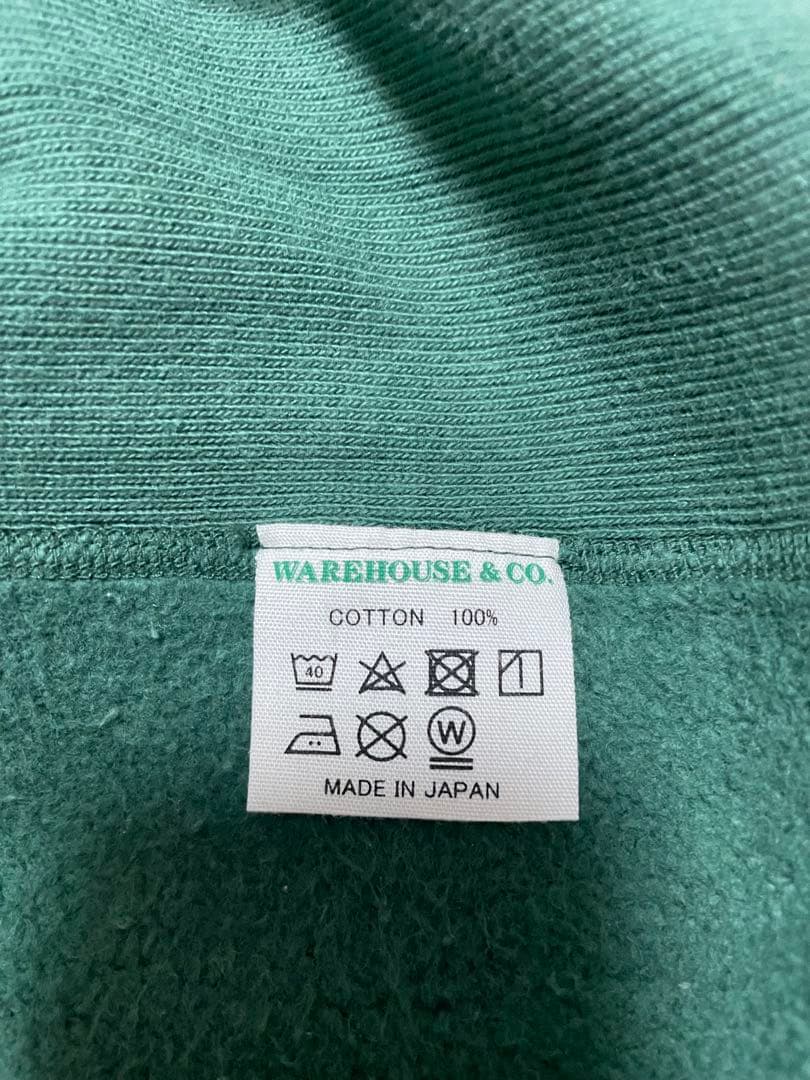 WAREHOUSE & CO.
COTTON 100%
40
W
MADE IN JAPAN